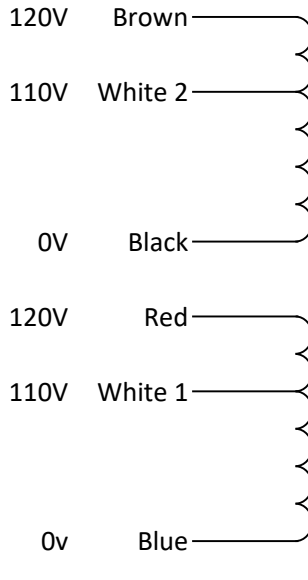 120V Brown
110V White 2
0V Black
120V Red
110V White 1
0v Blue